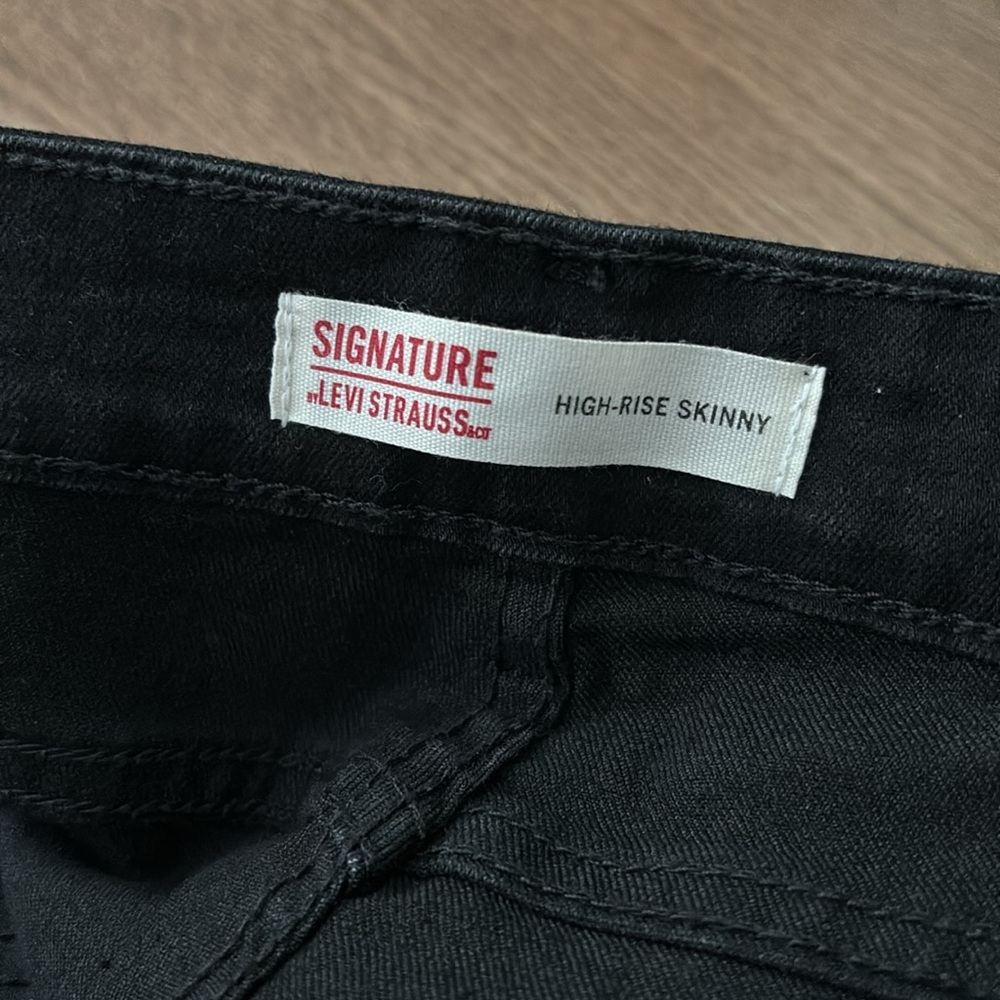 SIGNATURE
BY LEVI STRAUSS & CO
HIGH-RISE SKINNY